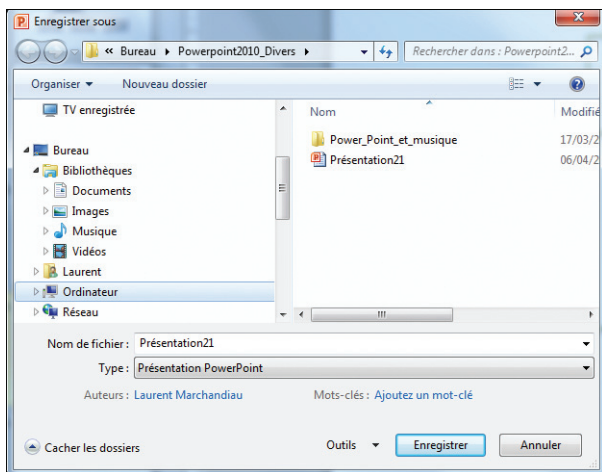 Enregistrer sous
« Bureau Powerpoint2010_Divers
Rechercher dans : Powerpoint2...
Organiser Nouveau dossier
TV enregistrée
Bureau
Bibliothèques
Documents
Images
Musique
Vidéos
Laurent
Ordinateur
Réseau
Nom Modifié
Power_Point_et_musique 17/03/2
Présentation21 06/04/2
Nom de fichier : Présentation21
Type : Présentation PowerPoint
Auteurs : Laurent Marchandiau Mots-clés : Ajoutez un mot-clé
Cacher les dossiers Outils Enregistrer Annuler